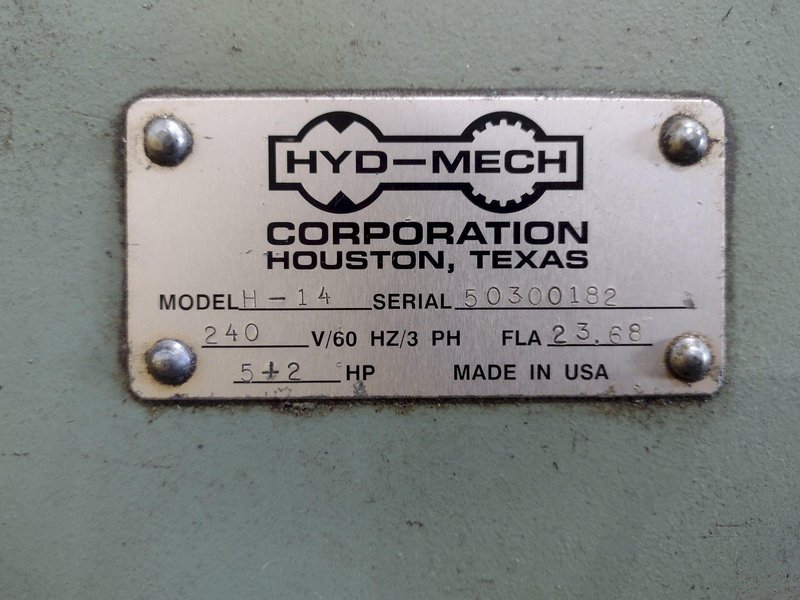 HYD-MECH
CORPORATION
HOUSTON, TEXAS
MODEL H-14 SERIAL 50300182
240 V/60 HZ/3 PH FLA 23.68
5+2 HP MADE IN USA